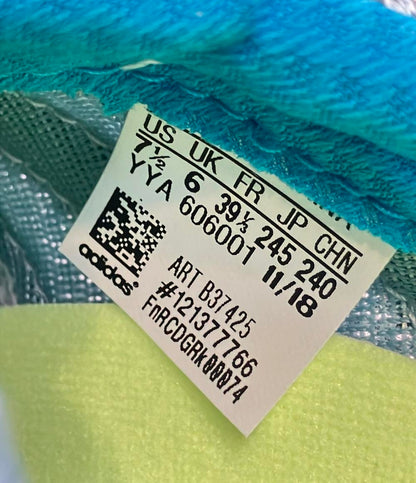 US UK FR JP CHN
7½ 6 39⅓ 245 240
YYA 606001 11/18
adidas
ART B37425
#121377766
FnRCDGRk00074